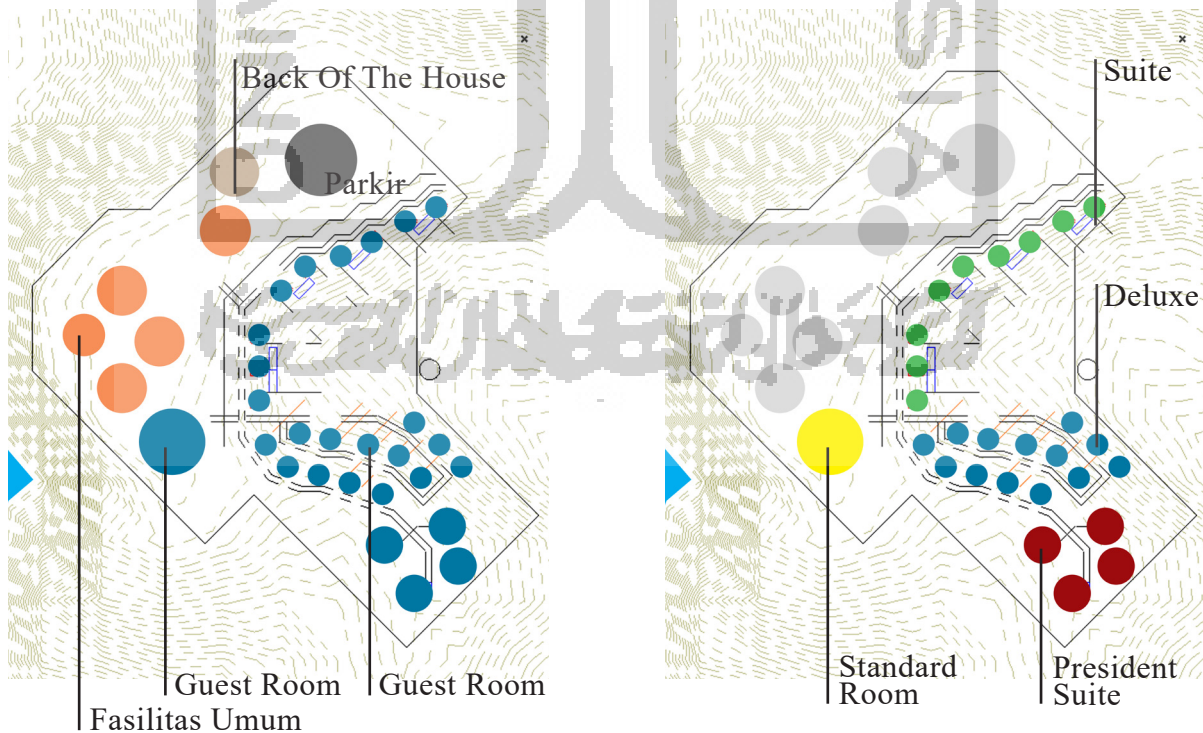 Back Of The House
Parkir
Guest Room
Guest Room
Fasilitas Umum
Suite
Deluxe
Standard
Room
President
Suite